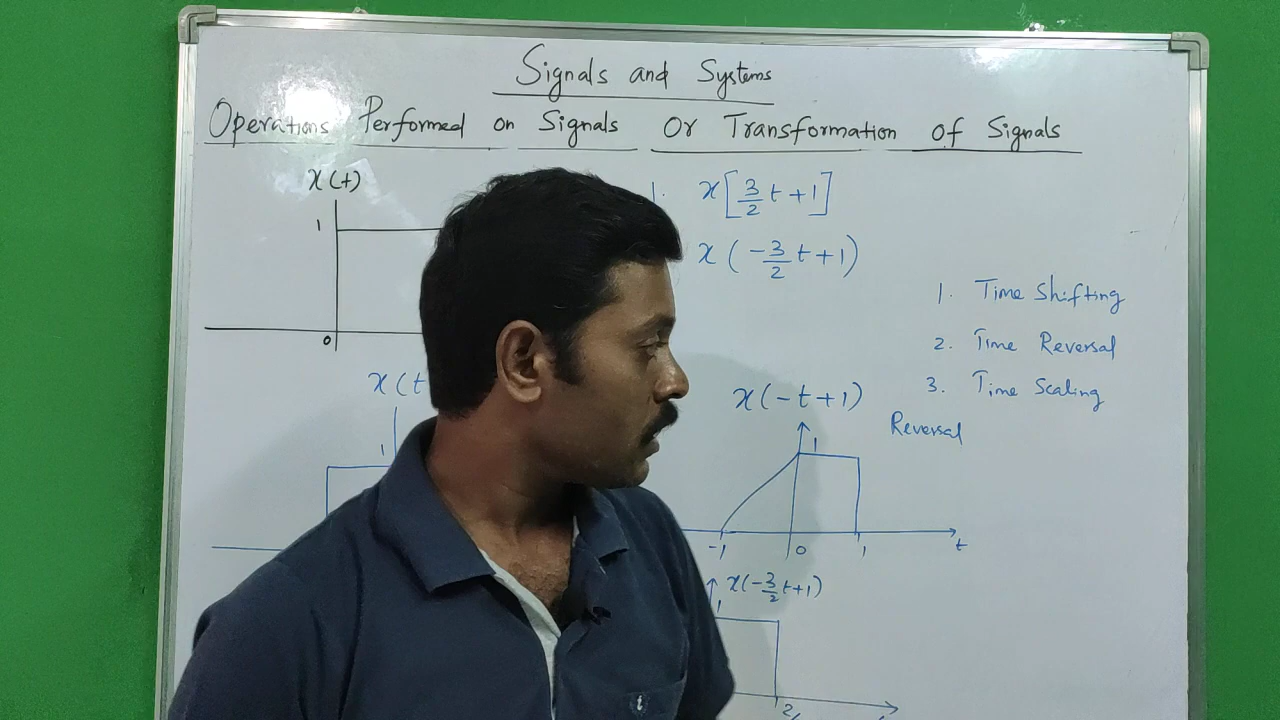 Signals and Systems
Operations Performed on Signals Or Transformation of Signals
x(t)
1
0
1. x[3/2 t+1]
x(-3/2 t+1)
1. Time Shifting
2. Time Reversal
3. Time Scaling
Reversal
x(t
1
x(-t+1)
1
-1 0 1 t
x(-3/2 t+1)
1
2